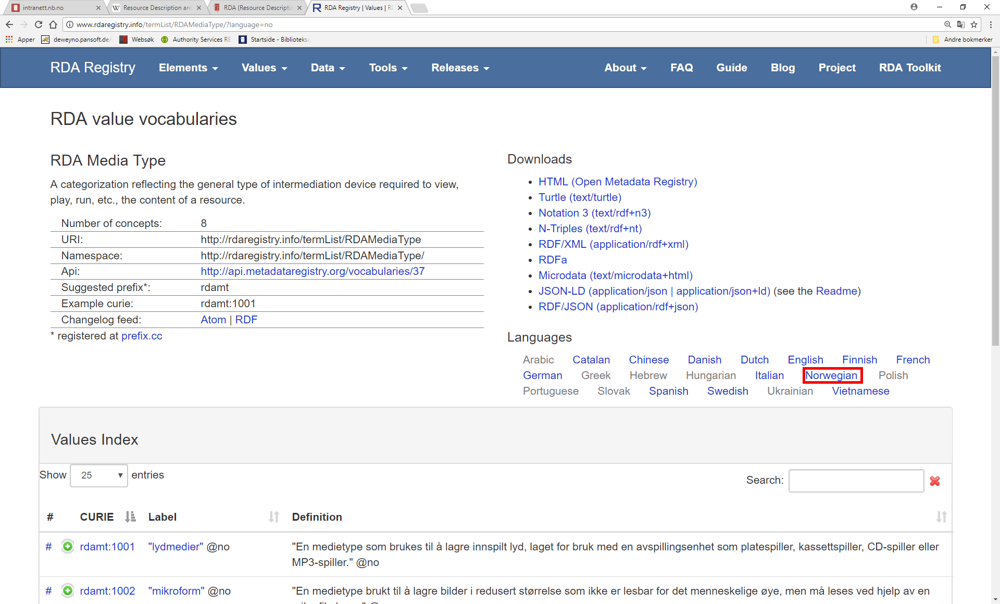 intranett.nb.no
Resource Description an
RDA (Resource Descripti
RDA Registry | Values | R
www.rdaregistry.info/termList/RDAMediaType/?language=no
Apper deweyno.pansoft.de/ Websøk Authority Services RE Startside - Biblioteks Andre bokmerker
RDA Registry Elements Values Data Tools Releases About FAQ Guide Blog Project RDA Toolkit
RDA value vocabularies
RDA Media Type
A categorization reflecting the general type of intermediation device required to view,
play, run, etc., the content of a resource.
Number of concepts: 8
URI: http://rdaregistry.info/termList/RDAMediaType
Namespace: http://rdaregistry.info/termList/RDAMediaType/
Api: http://api.metadataregistry.org/vocabularies/37
Suggested prefix*: rdamt
Example curie: rdamt:1001
Changelog feed: Atom | RDF
* registered at prefix.cc
Downloads
• HTML (Open Metadata Registry)
• Turtle (text/turtle)
• Notation 3 (text/rdf+n3)
• N-Triples (text/rdf+nt)
• RDF/XML (application/rdf+xml)
• RDFa
• Microdata (text/microdata+html)
• JSON-LD (application/json | application/json+ld) (see the Readme)
• RDF/JSON (application/rdf+json)
Languages
Arabic Catalan Chinese Danish Dutch English Finnish French
German Greek Hebrew Hungarian Italian Norwegian Polish
Portuguese Slovak Spanish Swedish Ukrainian Vietnamese
Values Index
Show 25 entries
Search:
# CURIE Label Definition
# rdamt:1001 "lydmedier" @no "En medietype som brukes til å lagre innspilt lyd, laget for bruk med en avspillingsenhet som platespiller, kassettspiller, CD-spiller eller
MP3-spiller." @no
# rdamt:1002 "mikroform" @no "En medietype brukt til å lagre bilder i redusert størrelse som ikke er lesbar for det menneskelige øye, men må leses ved hjelp av en